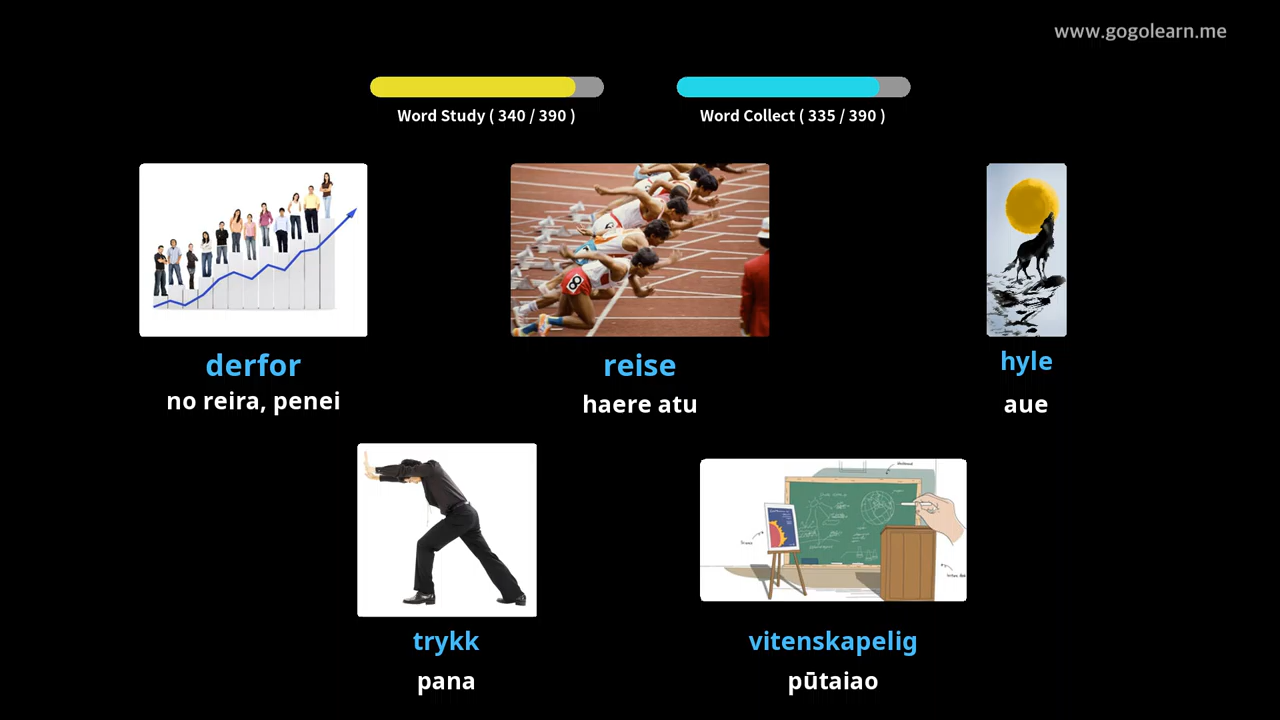 www.gogolearn.me
Word Study ( 340 / 390 )
Word Collect ( 335 / 390 )
derfor
no reira, penei
reise
haere atu
hyle
aue
trykk
pana
vitenskapelig
pūtaiao